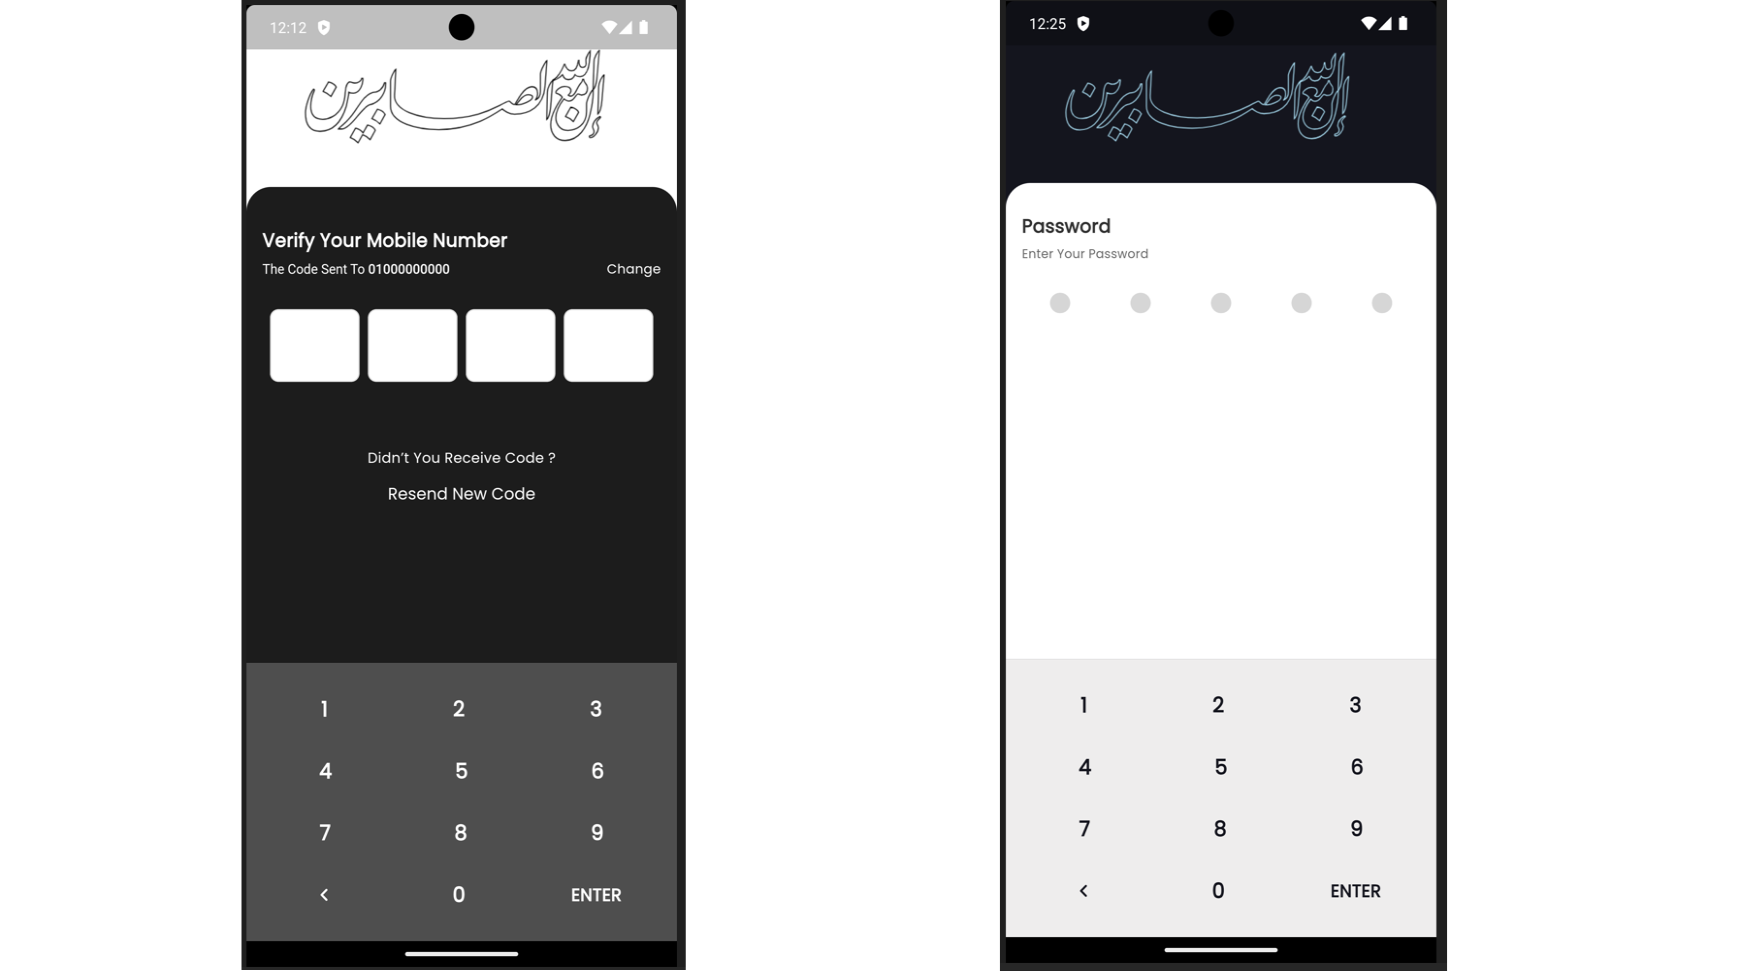 12:12
إن الله مع الصابرين
Verify Your Mobile Number
The Code Sent To 01000000000
Change
Didn't You Receive Code ?
Resend New Code
1 2 3
4 5 6
7 8 9
< 0 ENTER
12:25
إن الله مع الصابرين
Password
Enter Your Password
1 2 3
4 5 6
7 8 9
< 0 ENTER